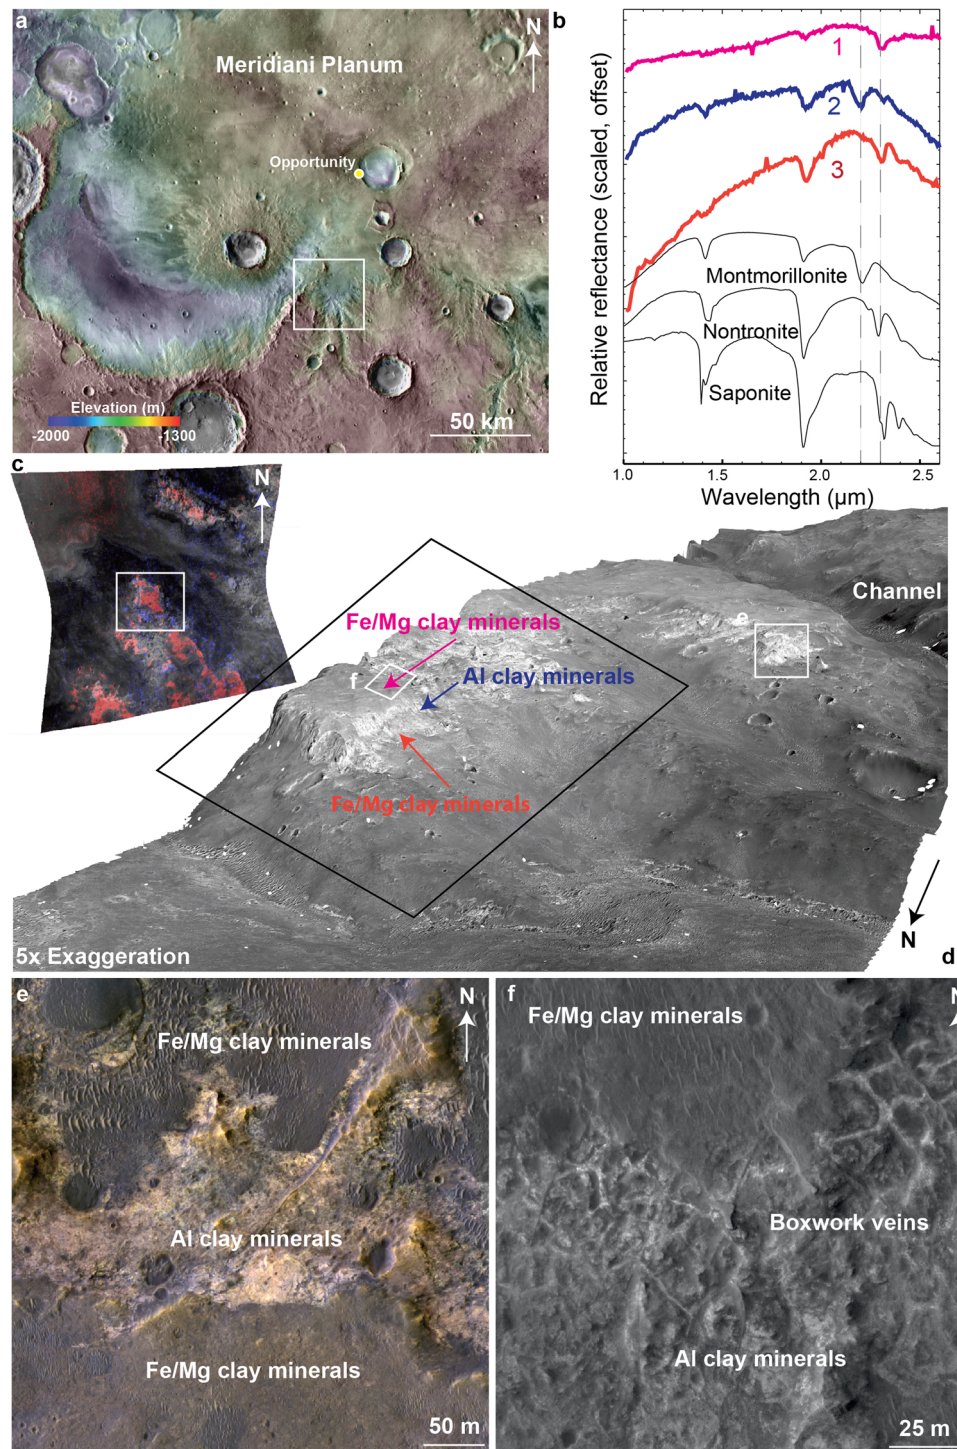 a
N
Meridiani Planum
Opportunity
Elevation (m)
-2000
-1300
50 km
b
Relative reflectance (scaled, offset)
1
2
3
Montmorillonite
Nontronite
Saponite
1.0
1.5
2.0
2.5
Wavelength (µm)
c
N
Channel
e
Fe/Mg clay minerals
f
Al clay minerals
Fe/Mg clay minerals
5x Exaggeration
N
d
e
N
Fe/Mg clay minerals
Al clay minerals
Fe/Mg clay minerals
50 m
f
Fe/Mg clay minerals
Boxwork veins
Al clay minerals
25 m